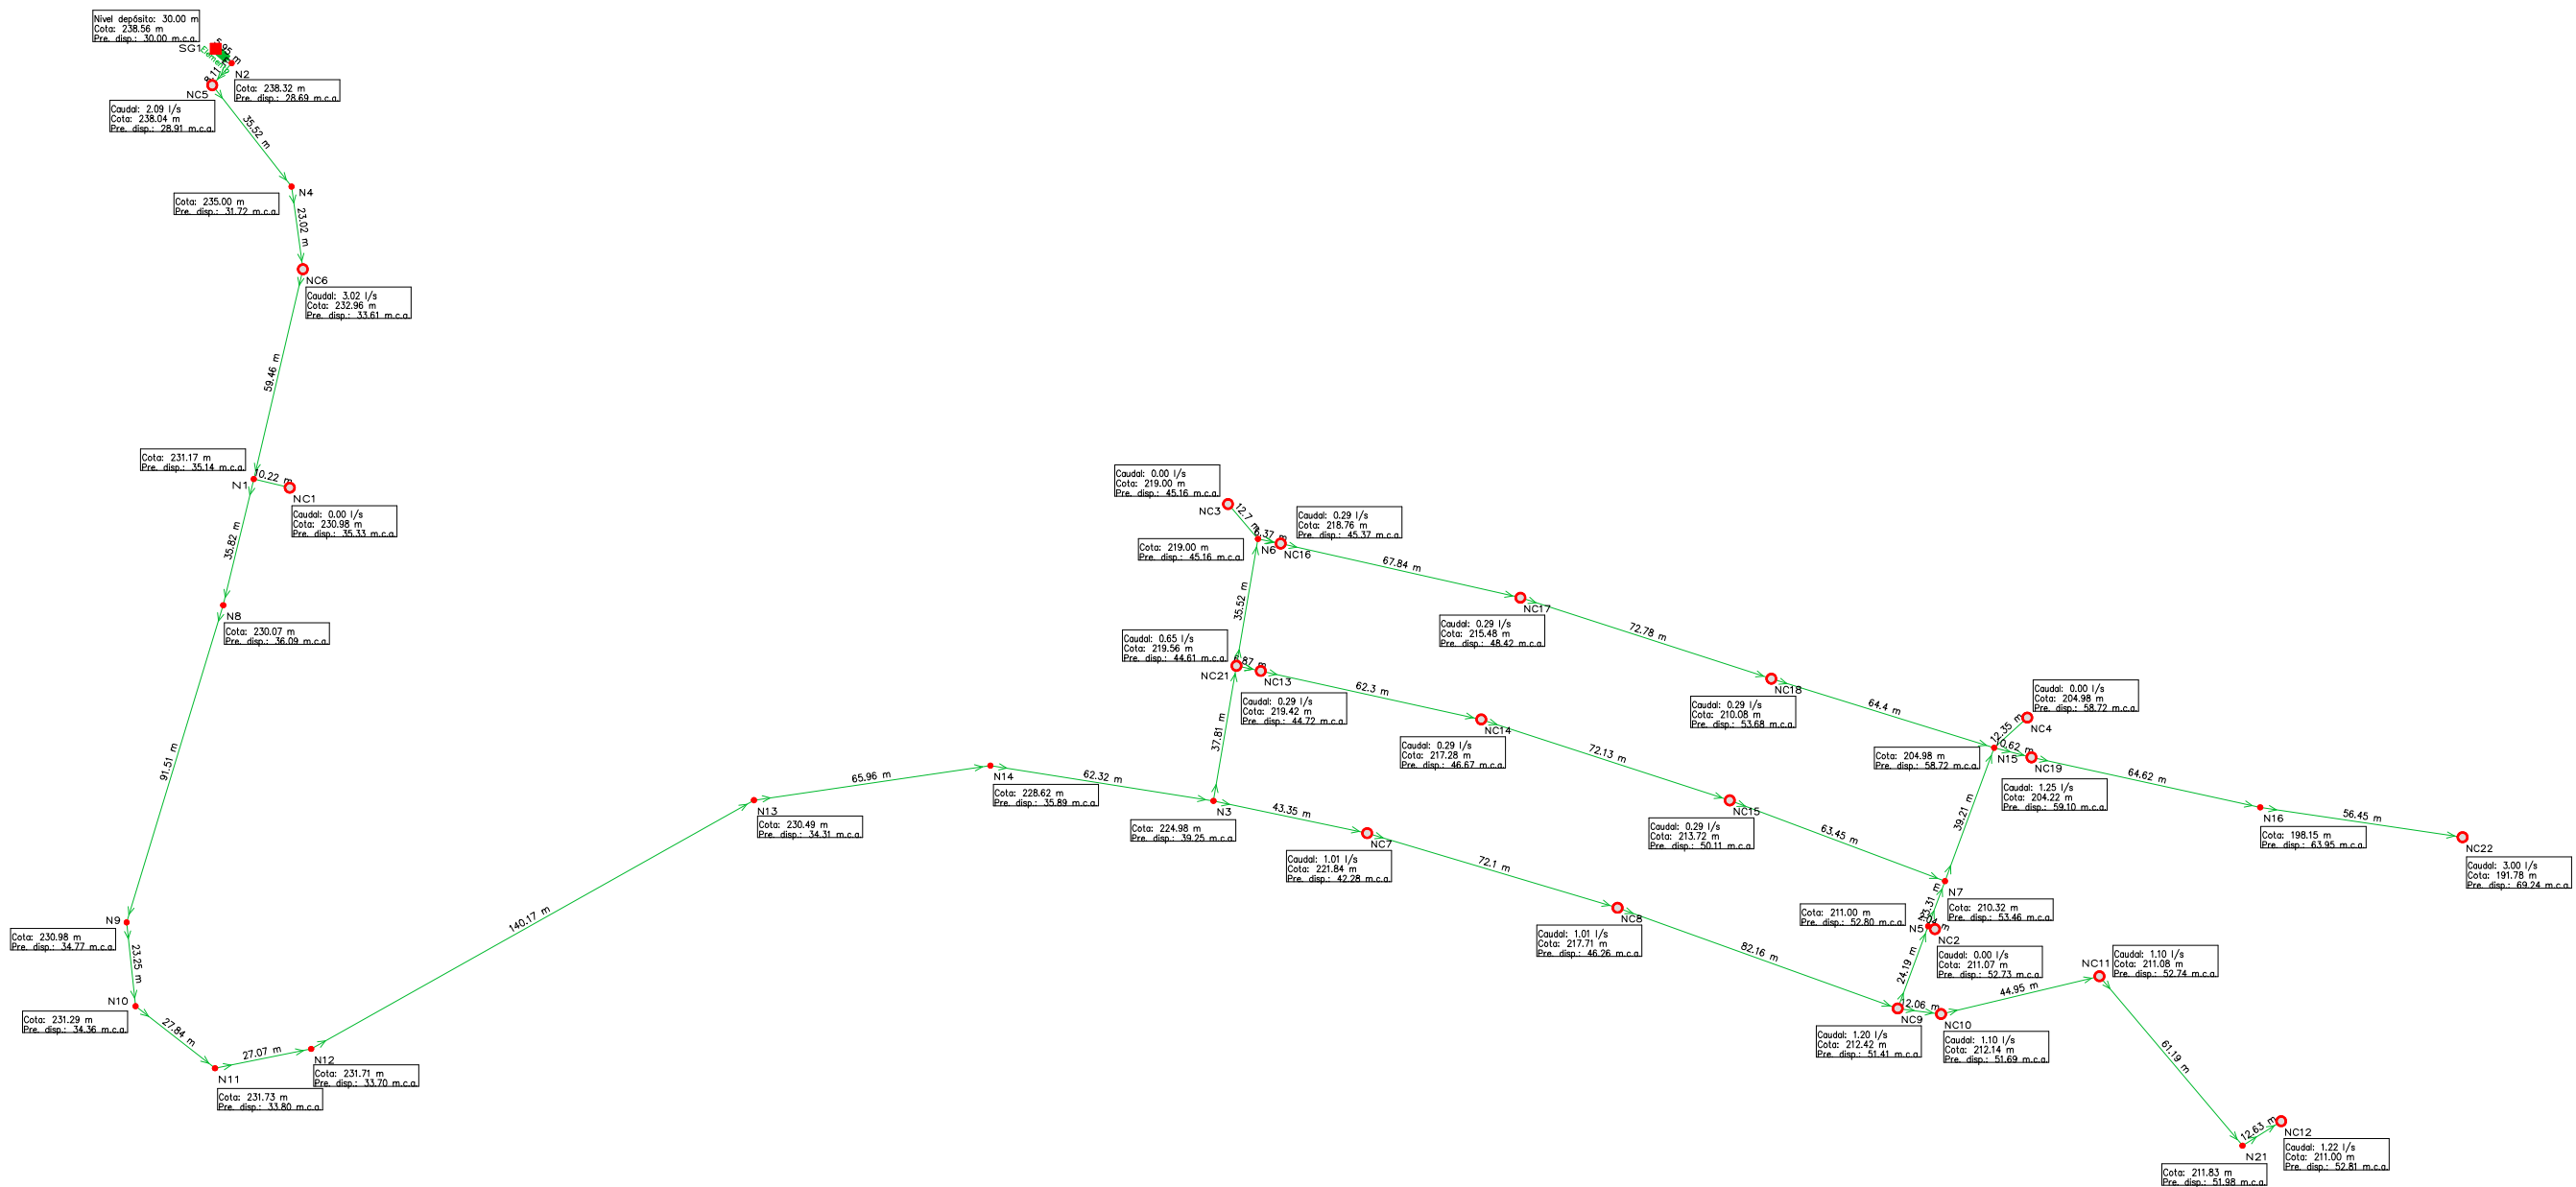 Nivel depósito: 30.00 m
Cota: 238.56 m
Pre. disp.: 30.00 m.c.a.
SG1
N2
Cota: 238.32 m
Pre. disp.: 28.69 m.c.a.
8.11 m
NC5
Caudal: 2.09 l/s
Cota: 238.04 m
Pre. disp.: 28.91 m.c.a.
35.52 m
N4
Cota: 235.00 m
Pre. disp.: 31.72 m.c.a.
23.02 m
NC6
Caudal: 3.02 l/s
Cota: 232.96 m
Pre. disp.: 33.61 m.c.a.
59.46 m
Cota: 231.17 m
Pre. disp.: 35.14 m.c.a.
N1
10.22 m
NC1
Caudal: 0.00 l/s
Cota: 230.98 m
Pre. disp.: 35.33 m.c.a.
35.82 m
N8
Cota: 230.07 m
Pre. disp.: 36.09 m.c.a.
91.51 m
N9
Cota: 230.98 m
Pre. disp.: 34.77 m.c.a.
23.25 m
N10
Cota: 231.29 m
Pre. disp.: 34.36 m.c.a.
27.84 m
N11
Cota: 231.73 m
Pre. disp.: 33.80 m.c.a.
27.07 m
N12
Cota: 231.71 m
Pre. disp.: 33.70 m.c.a.
140.17 m
N13
Cota: 230.49 m
Pre. disp.: 34.31 m.c.a.
65.96 m
N14
Cota: 228.62 m
Pre. disp.: 35.89 m.c.a.
62.32 m
N3
Cota: 224.98 m
Pre. disp.: 39.25 m.c.a.
37.81 m
Caudal: 0.65 l/s
Cota: 219.56 m
Pre. disp.: 44.61 m.c.a.
NC21
35.52 m
Caudal: 0.00 l/s
Cota: 219.00 m
Pre. disp.: 45.16 m.c.a.
NC3
12.7 m
Cota: 219.00 m
Pre. disp.: 45.16 m.c.a.
N6
Caudal: 0.29 l/s
Cota: 218.76 m
Pre. disp.: 45.37 m.c.a.
NC16
67.84 m
NC17
Caudal: 0.29 l/s
Cota: 215.48 m
Pre. disp.: 48.42 m.c.a.
72.78 m
NC18
Caudal: 0.29 l/s
Cota: 210.08 m
Pre. disp.: 53.68 m.c.a.
64.4 m
NC13
Caudal: 0.29 l/s
Cota: 219.42 m
Pre. disp.: 44.72 m.c.a.
62.3 m
NC14
Caudal: 0.29 l/s
Cota: 217.28 m
Pre. disp.: 46.67 m.c.a.
72.13 m
NC15
Caudal: 0.29 l/s
Cota: 213.72 m
Pre. disp.: 50.11 m.c.a.
63.45 m
43.35 m
NC7
Caudal: 1.01 l/s
Cota: 221.84 m
Pre. disp.: 42.28 m.c.a.
72.1 m
NC8
Caudal: 1.01 l/s
Cota: 217.71 m
Pre. disp.: 46.26 m.c.a.
82.16 m
NC9
Caudal: 1.20 l/s
Cota: 212.42 m
Pre. disp.: 51.41 m.c.a.
12.06 m
NC10
Caudal: 1.10 l/s
Cota: 212.14 m
Pre. disp.: 51.69 m.c.a.
24.19 m
Cota: 211.00 m
Pre. disp.: 52.80 m.c.a.
N5
NC2
Caudal: 0.00 l/s
Cota: 211.07 m
Pre. disp.: 52.73 m.c.a.
N7
Cota: 210.32 m
Pre. disp.: 53.46 m.c.a.
39.21 m
Caudal: 0.00 l/s
Cota: 204.98 m
Pre. disp.: 58.72 m.c.a.
NC4
12.35 m
Cota: 204.98 m
Pre. disp.: 58.72 m.c.a.
N15
10.62 m
NC19
Caudal: 1.25 l/s
Cota: 204.22 m
Pre. disp.: 59.10 m.c.a.
64.62 m
N16
Cota: 198.15 m
Pre. disp.: 63.95 m.c.a.
56.45 m
NC22
Caudal: 3.00 l/s
Cota: 191.78 m
Pre. disp.: 69.24 m.c.a.
44.95 m
NC11
Caudal: 1.10 l/s
Cota: 211.08 m
Pre. disp.: 52.74 m.c.a.
61.19 m
N21
Cota: 211.83 m
Pre. disp.: 51.98 m.c.a.
12.63 m
NC12
Caudal: 1.22 l/s
Cota: 211.00 m
Pre. disp.: 52.81 m.c.a.